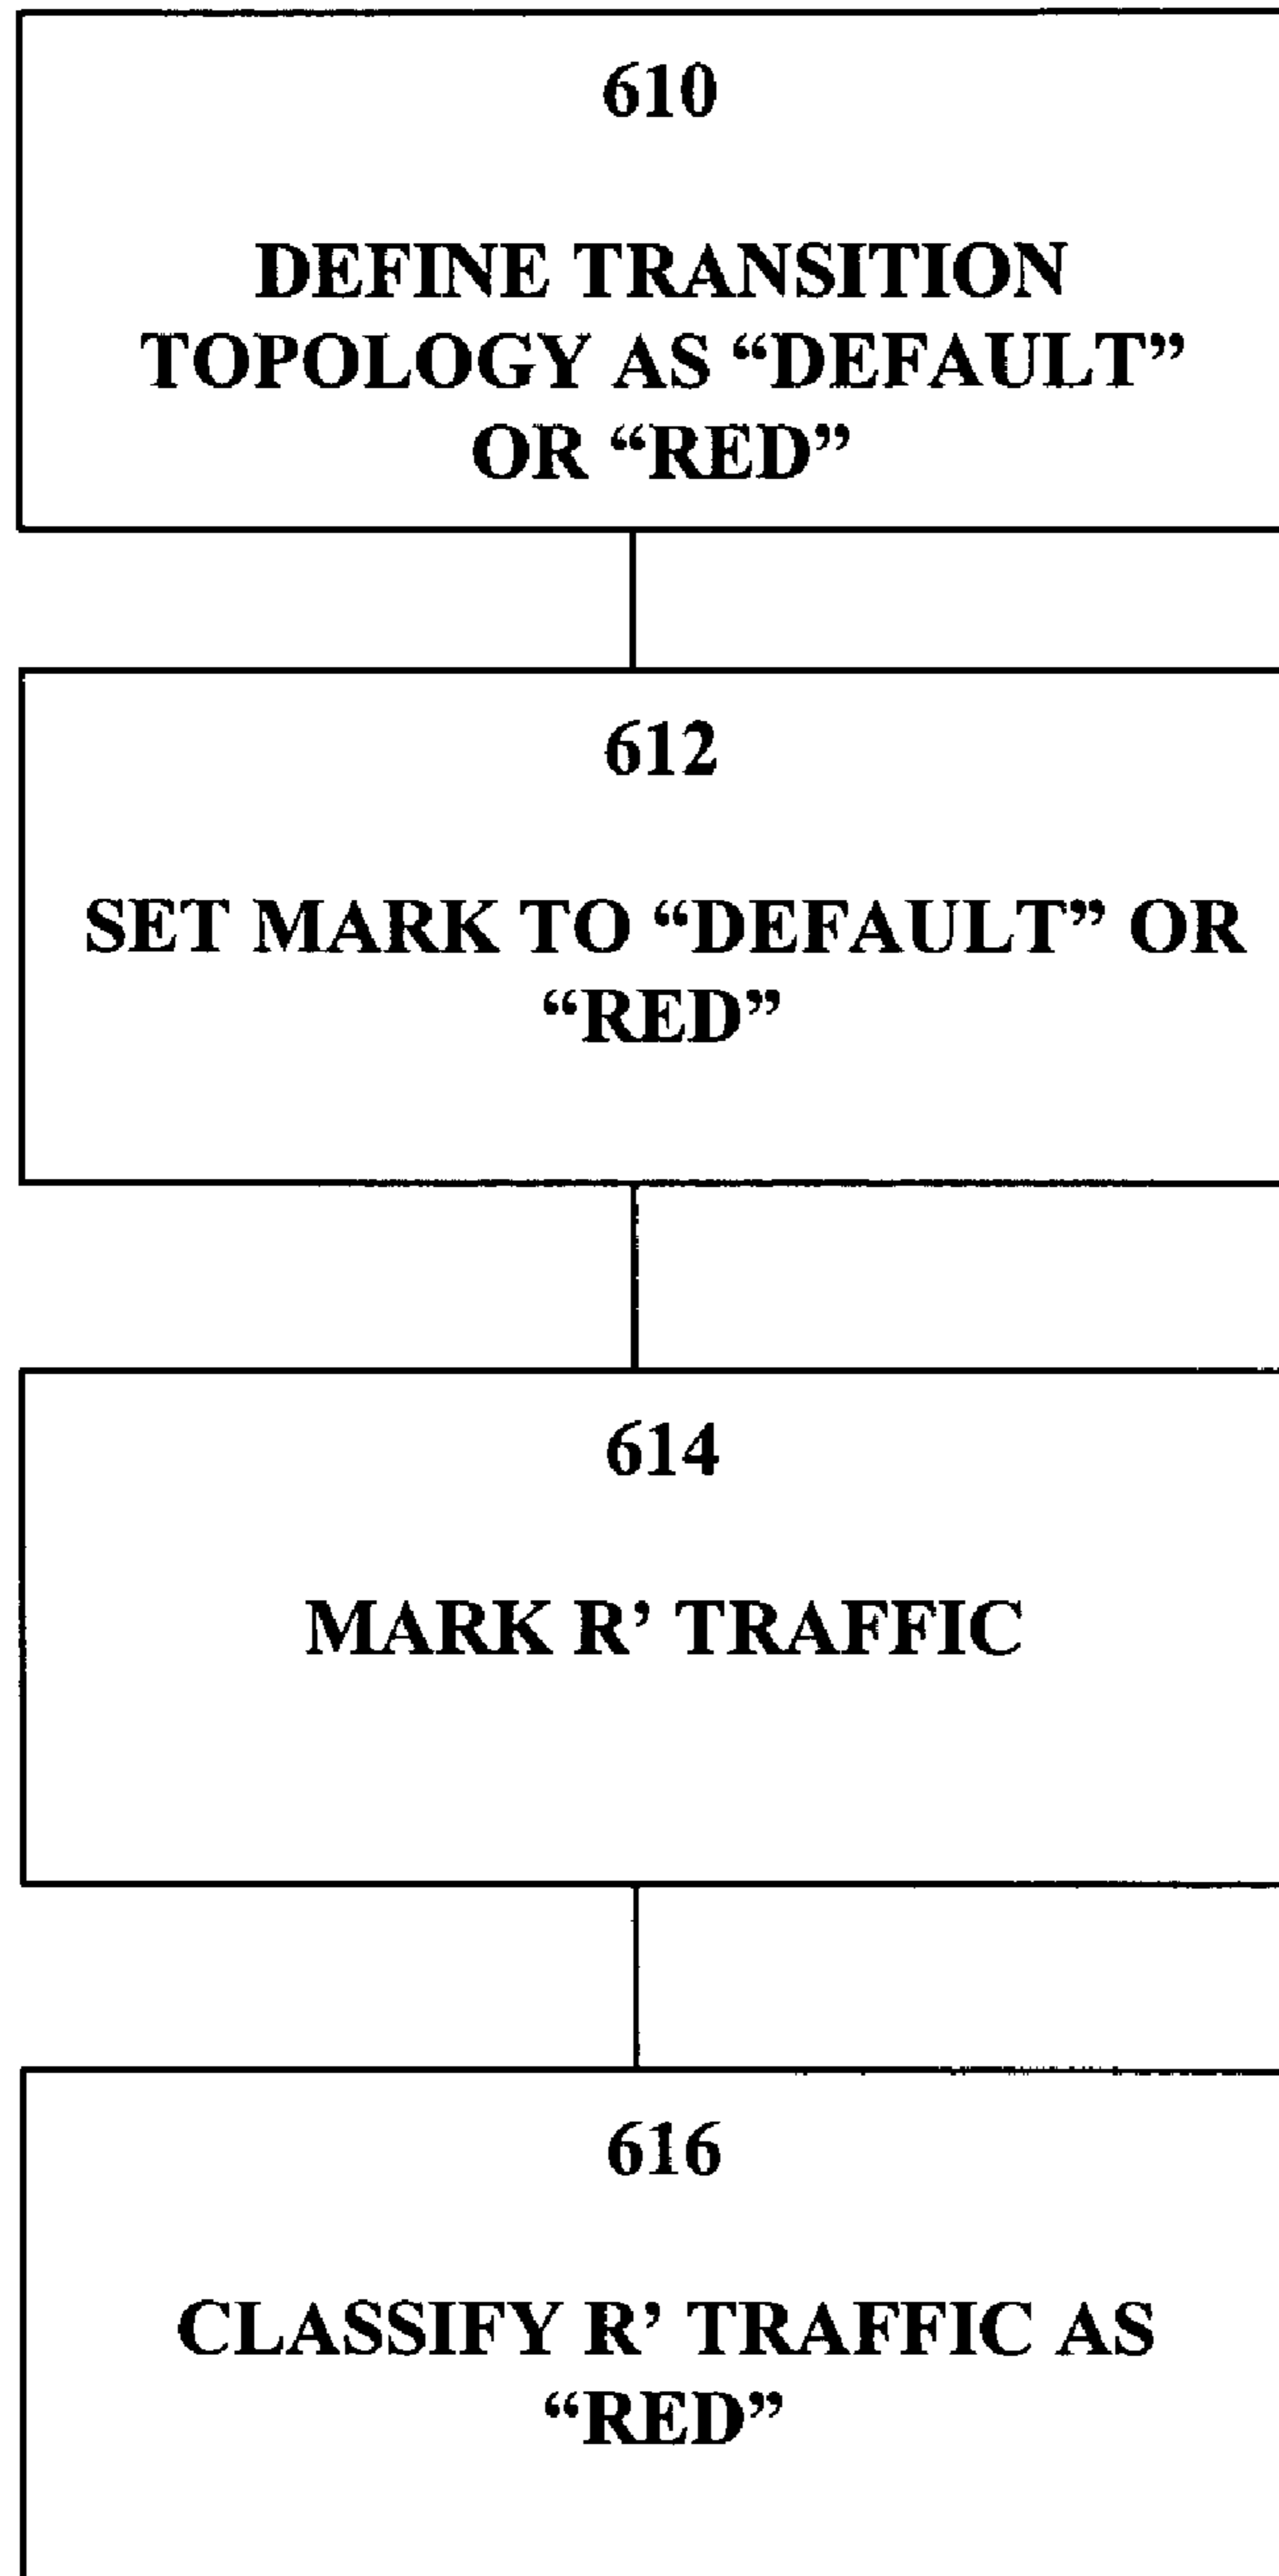 610
DEFINE TRANSITION
TOPOLOGY AS “DEFAULT”
OR “RED”
612
SET MARK TO “DEFAULT” OR
“RED”
614
MARK R’ TRAFFIC
616
CLASSIFY R’ TRAFFIC AS
“RED”